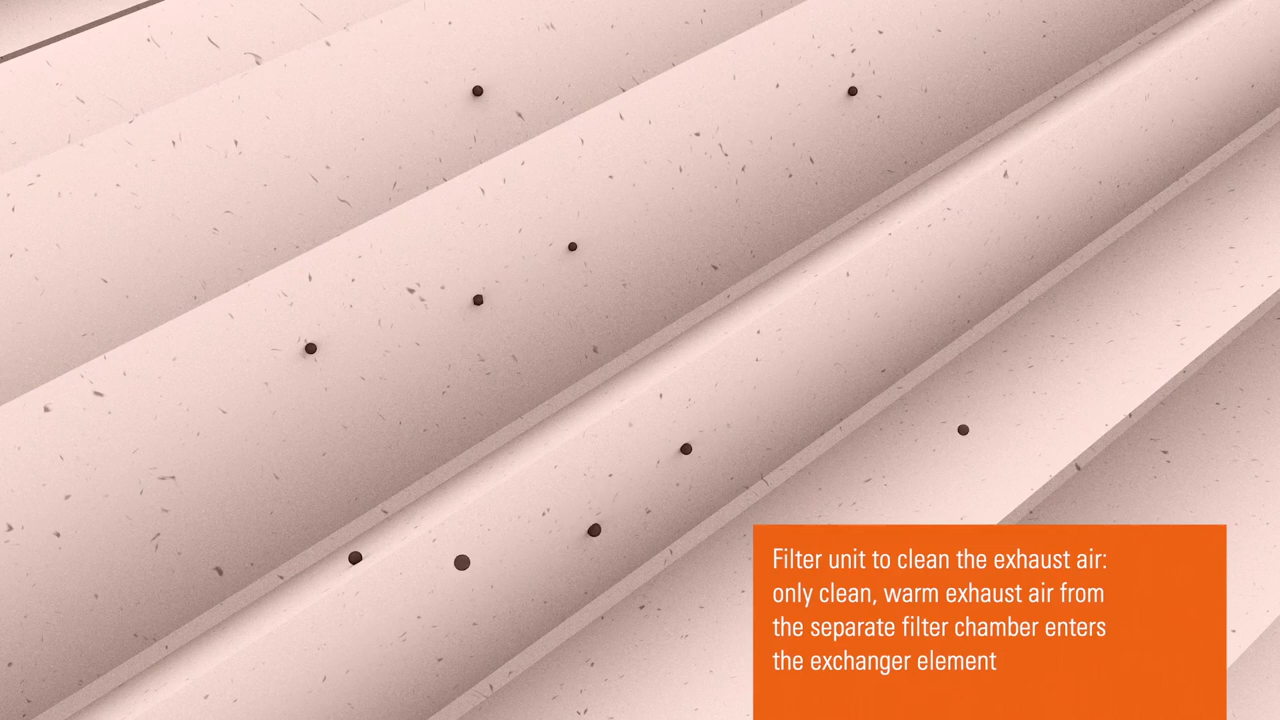 Filter unit to clean the exhaust air:
only clean, warm exhaust air from
the separate filter chamber enters
the exchanger element